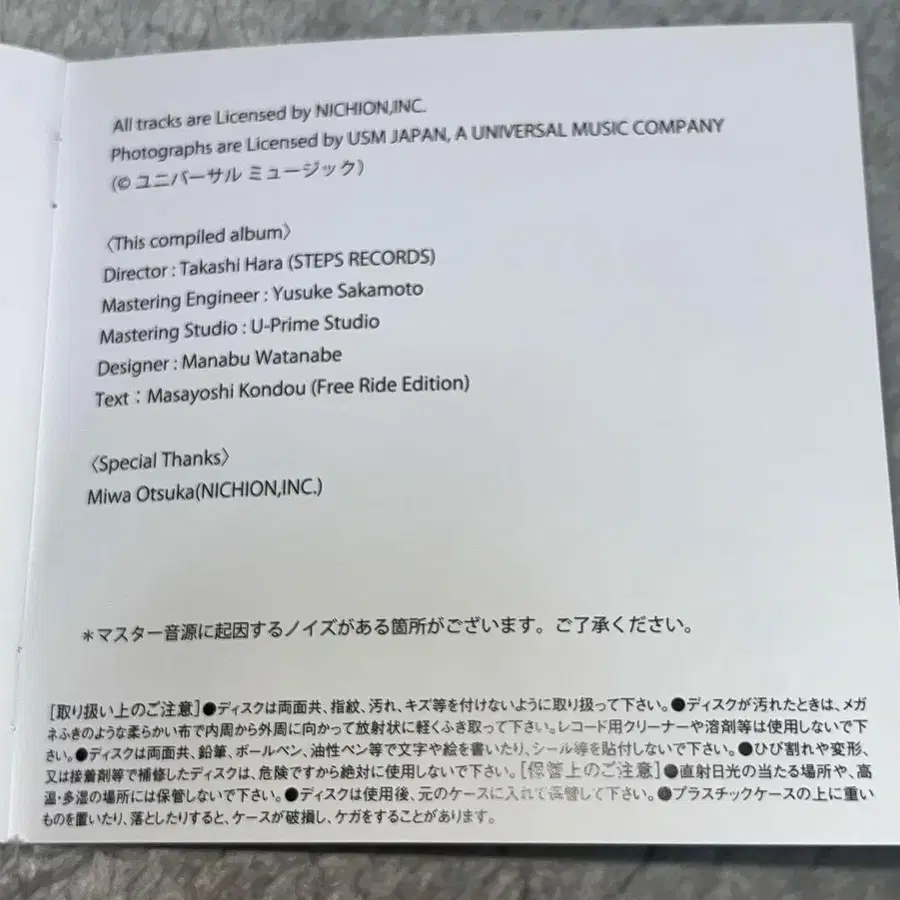 All tracks are Licensed by NICHION,INC.
Photographs are Licensed by USM JAPAN, A UNIVERSAL MUSIC COMPANY
(© ユニバーサル ミュージック)
〈This compiled album〉
Director : Takashi Hara (STEPS RECORDS)
Mastering Engineer : Yusuke Sakamoto
Mastering Studio : U-Prime Studio
Designer : Manabu Watanabe
Text : Masayoshi Kondou (Free Ride Edition)
〈Special Thanks〉
Miwa Otsuka(NICHION,INC.)
＊マスター音源に起因するノイズがある箇所がございます。ご了承ください。
[取り扱い上のご注意]●ディスクは両面共、指紋、汚れ、キズ等を付けないように取り扱って下さい。●ディスクが汚れたときは、メガ
ネふきのような柔らかい布で内周から外周に向かって放射状に軽くふき取って下さい。レコード用クリーナーや溶剤等は使用しないで下
さい。●ディスクは両面共、鉛筆、ボールペン、油性ペン等で文字や絵を書いたり、シール等を貼付しないで下さい。●ひび割れや変形、
又は接着剤等で補修したディスクは、危険ですから絶対に使用しないで下さい。[保管上のご注意]●直射日光の当たる場所や、高
温・多湿の場所には保管しないで下さい。●ディスクは使用後、元のケースに入れて保管して下さい。●プラスチックケースの上に重い
ものを置いたり、落としたりすると、ケースが破損し、ケガをすることがあります。